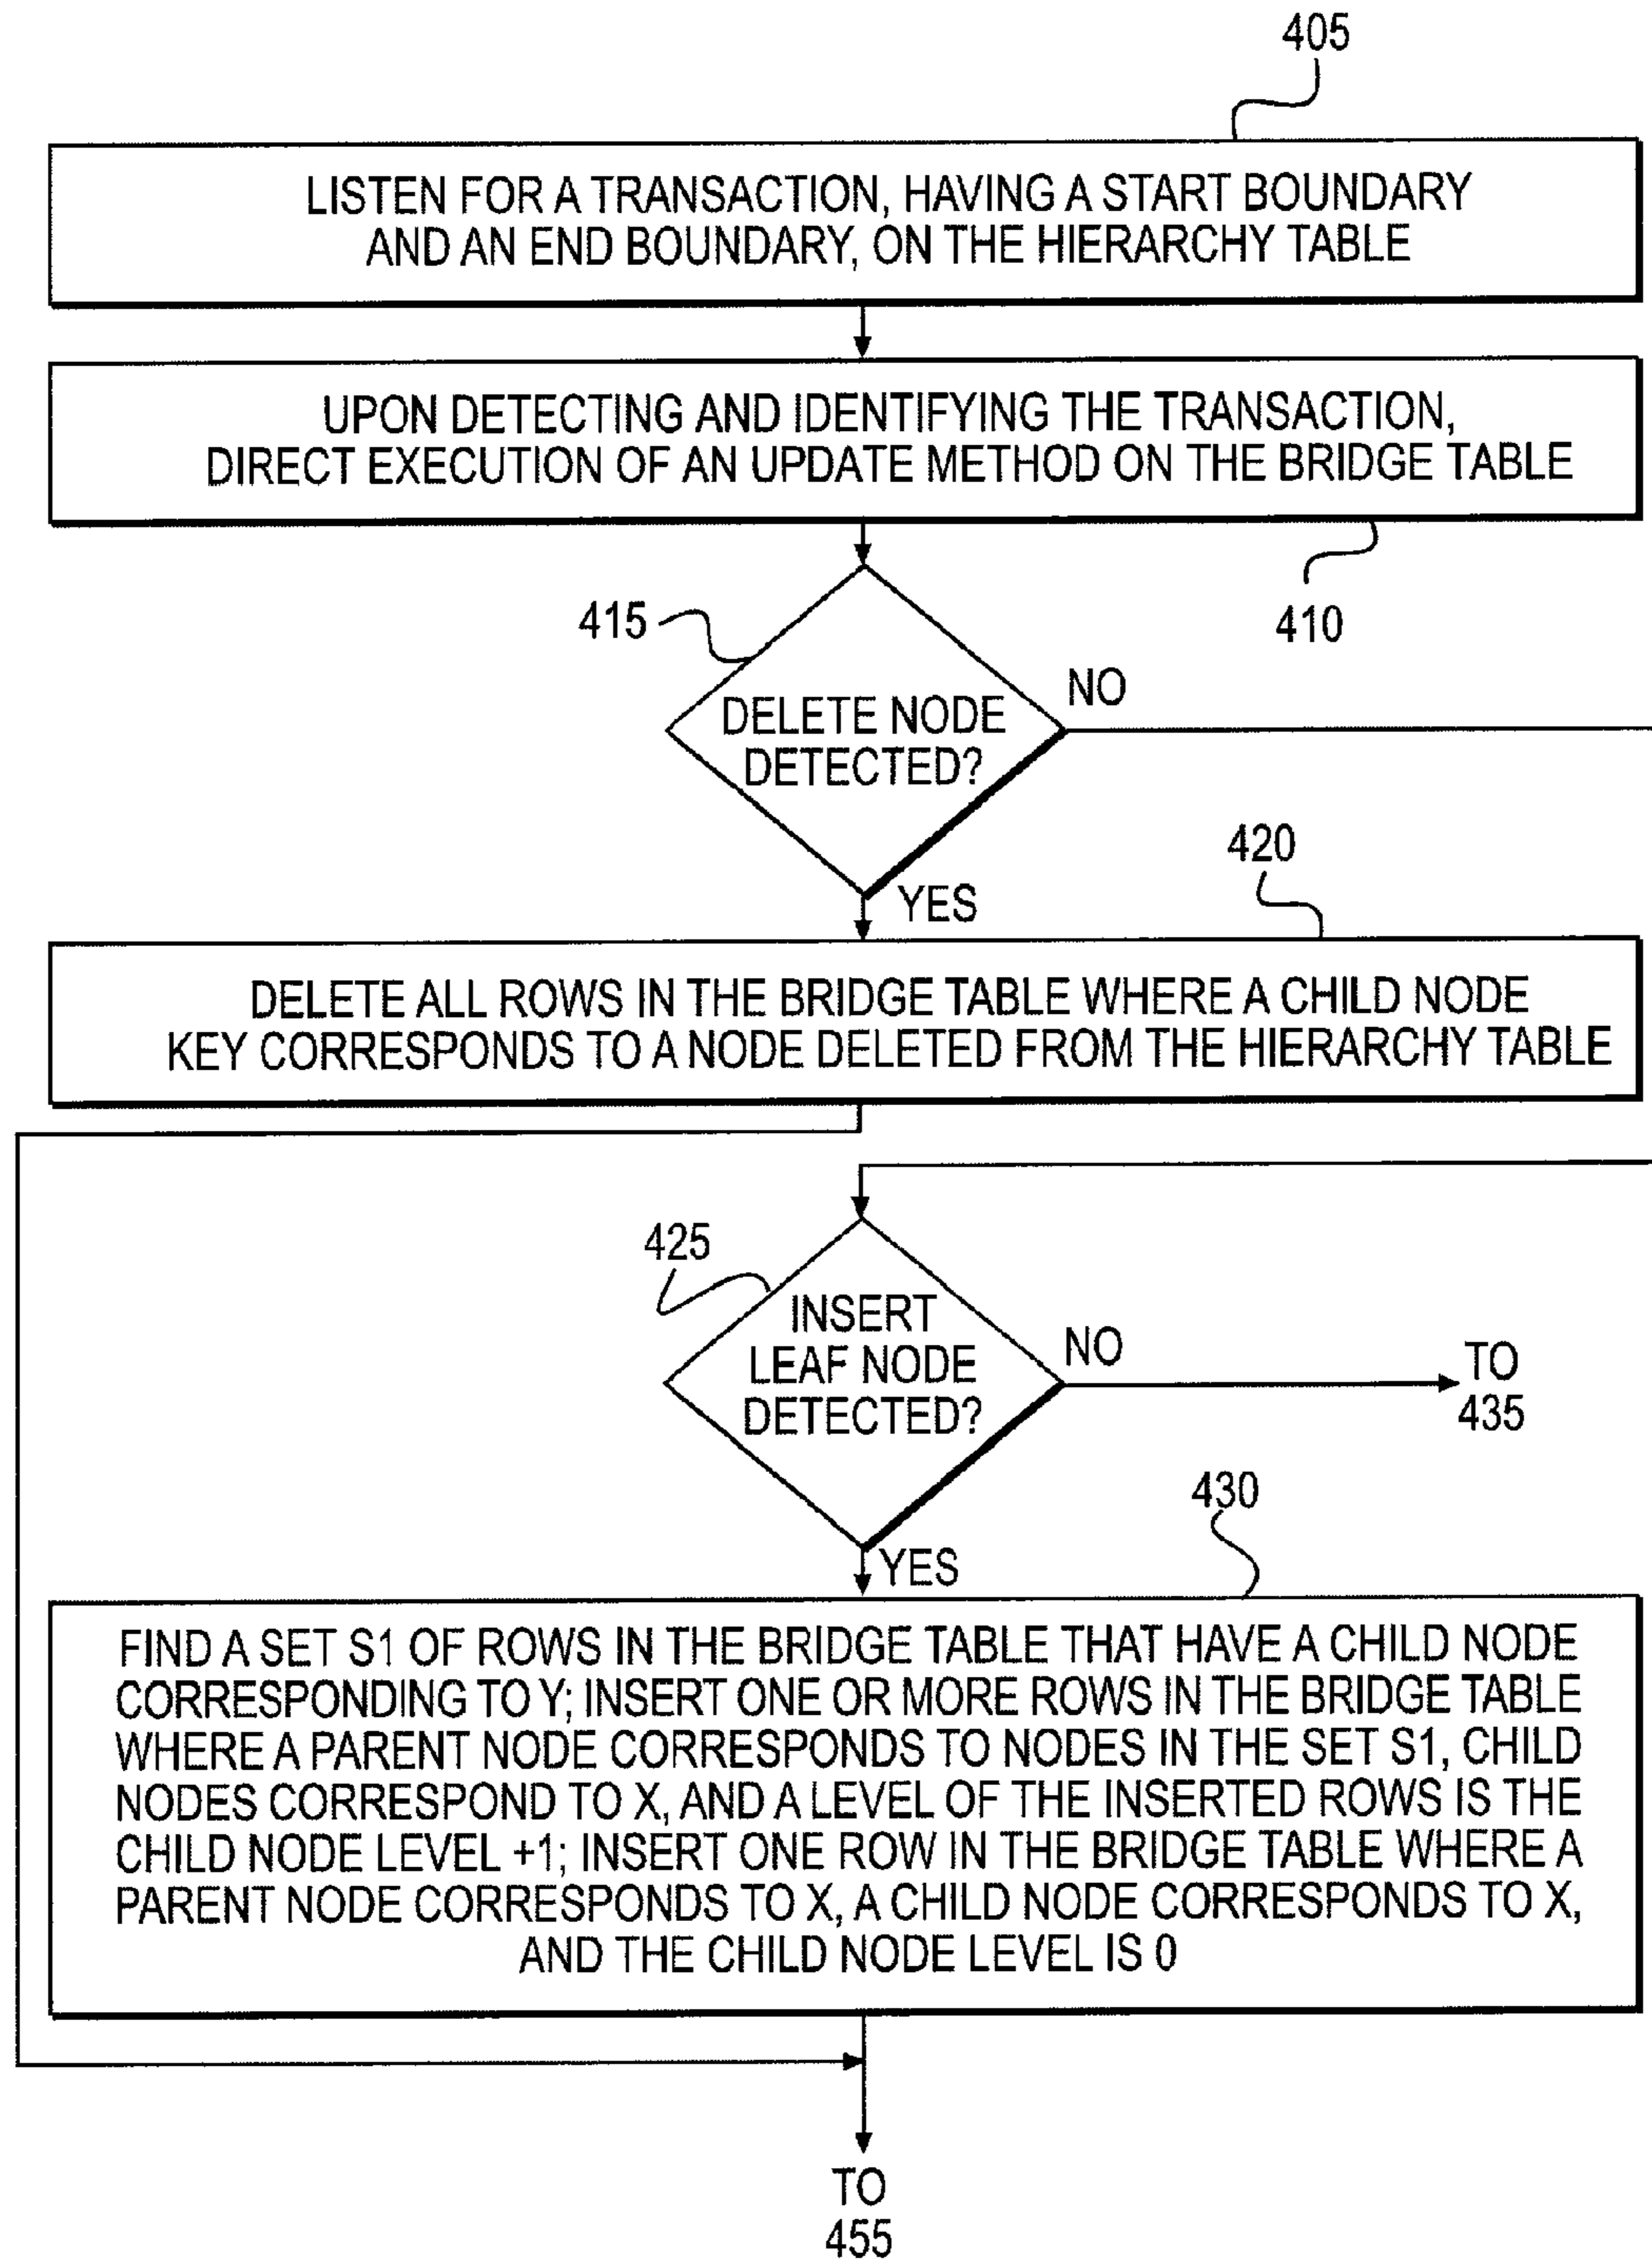 405
LISTEN FOR A TRANSACTION, HAVING A START BOUNDARY
AND AN END BOUNDARY, ON THE HIERARCHY TABLE
UPON DETECTING AND IDENTIFYING THE TRANSACTION,
DIRECT EXECUTION OF AN UPDATE METHOD ON THE BRIDGE TABLE
410
415
DELETE NODE
DETECTED?
NO
YES
420
DELETE ALL ROWS IN THE BRIDGE TABLE WHERE A CHILD NODE
KEY CORRESPONDS TO A NODE DELETED FROM THE HIERARCHY TABLE
425
INSERT
LEAF NODE
DETECTED?
NO
TO
435
YES
430
FIND A SET S1 OF ROWS IN THE BRIDGE TABLE THAT HAVE A CHILD NODE
CORRESPONDING TO Y; INSERT ONE OR MORE ROWS IN THE BRIDGE TABLE
WHERE A PARENT NODE CORRESPONDS TO NODES IN THE SET S1, CHILD
NODES CORRESPOND TO X, AND A LEVEL OF THE INSERTED ROWS IS THE
CHILD NODE LEVEL +1; INSERT ONE ROW IN THE BRIDGE TABLE WHERE A
PARENT NODE CORRESPONDS TO X, A CHILD NODE CORRESPONDS TO X,
AND THE CHILD NODE LEVEL IS 0
TO
455